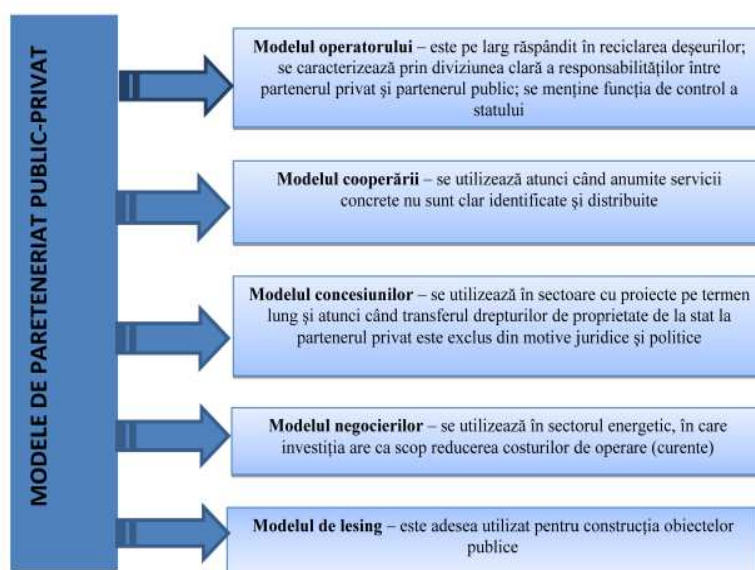 MODELE DE PARETENERIAT PUBLIC-PRIVAT
Modelul operatorului – este pe larg răspândit în reciclarea deşeurilor;
se caracterizează prin diviziunea clară a responsabilităţilor între
partenerul privat şi partenerul public; se menţine funcţia de control a
statului
Modelul cooperării – se utilizează atunci când anumite servicii
concrete nu sunt clar identificate şi distribuite
Modelul concesiunilor – se utilizează în sectoare cu proiecte pe termen
lung şi atunci când transferul drepturilor de proprietate de la stat la
partenerul privat este exclus din motive juridice şi politice
Modelul negocierilor – se utilizează în sectorul energetic, în care
investiţia are ca scop reducerea costurilor de operare (curente)
Modelul de lesing – este adesea utilizat pentru construcţia obiectelor
publice